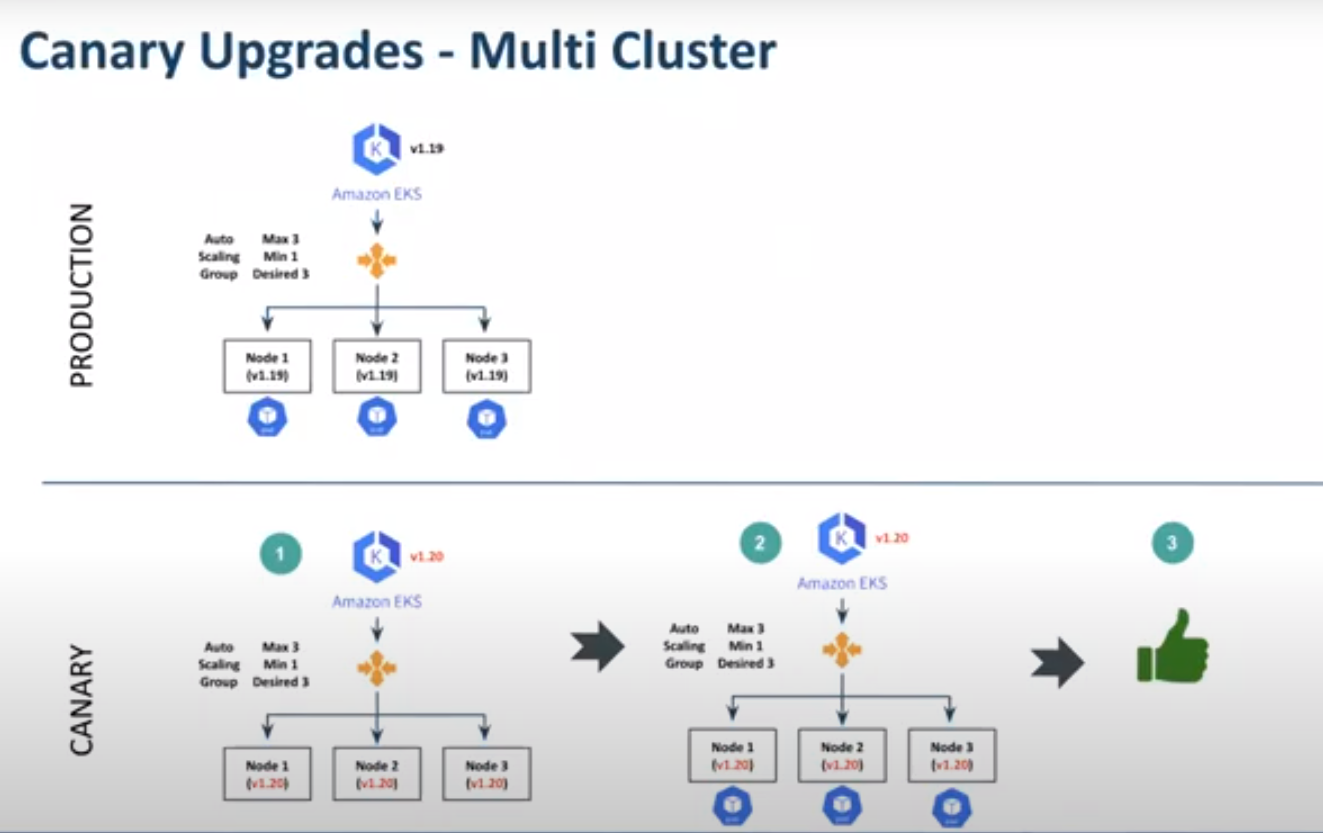 Canary Upgrades - Multi Cluster
PRODUCTION
K v1.19
Amazon EKS
Auto Scaling Group
Max 3
Min 1
Desired 3
Node 1
(v1.19)
Node 2
(v1.19)
Node 3
(v1.19)
CANARY
1
K v1.20
Amazon EKS
Auto Scaling Group
Max 3
Min 1
Desired 3
Node 1
(v1.20)
Node 2
(v1.20)
Node 3
(v1.20)
2
K v1.20
Amazon EKS
Auto Scaling Group
Max 3
Min 1
Desired 3
Node 1
(v1.20)
Node 2
(v1.20)
Node 3
(v1.20)
3